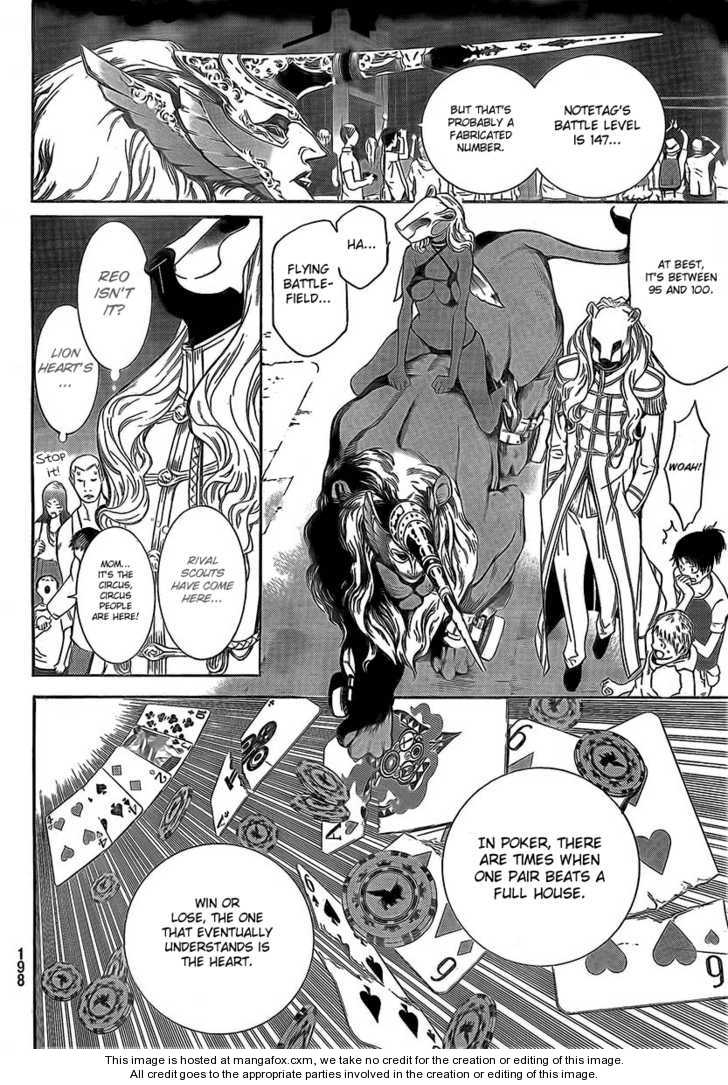 NOTETAG'S
BATTLE LEVEL
IS 147...
BUT THAT'S
PROBABLY A
FABRICATED
NUMBER.
AT BEST,
IT'S BETWEEN
95 AND 100.
HA...
FLYING
BATTLE-
FIELD...
WOAH!
REO
ISN'T
IT?
LION
HEART'S
...
Stop
it!
RIVAL
SCOUTS
HAVE COME
HERE...
MOM...
IT'S THE
CIRCUS,
CIRCUS
PEOPLE
ARE HERE!
IN POKER, THERE
ARE TIMES WHEN
ONE PAIR BEATS A
FULL HOUSE.
WIN OR
LOSE, THE ONE
THAT EVENTUALLY
UNDERSTANDS IS
THE HEART.
6
6
6
198
This image is hosted at mangafox.cxm, we take no credit for the creation or editing of this image.
All credit goes to the appropriate parties involved in the creation or editing of this image.